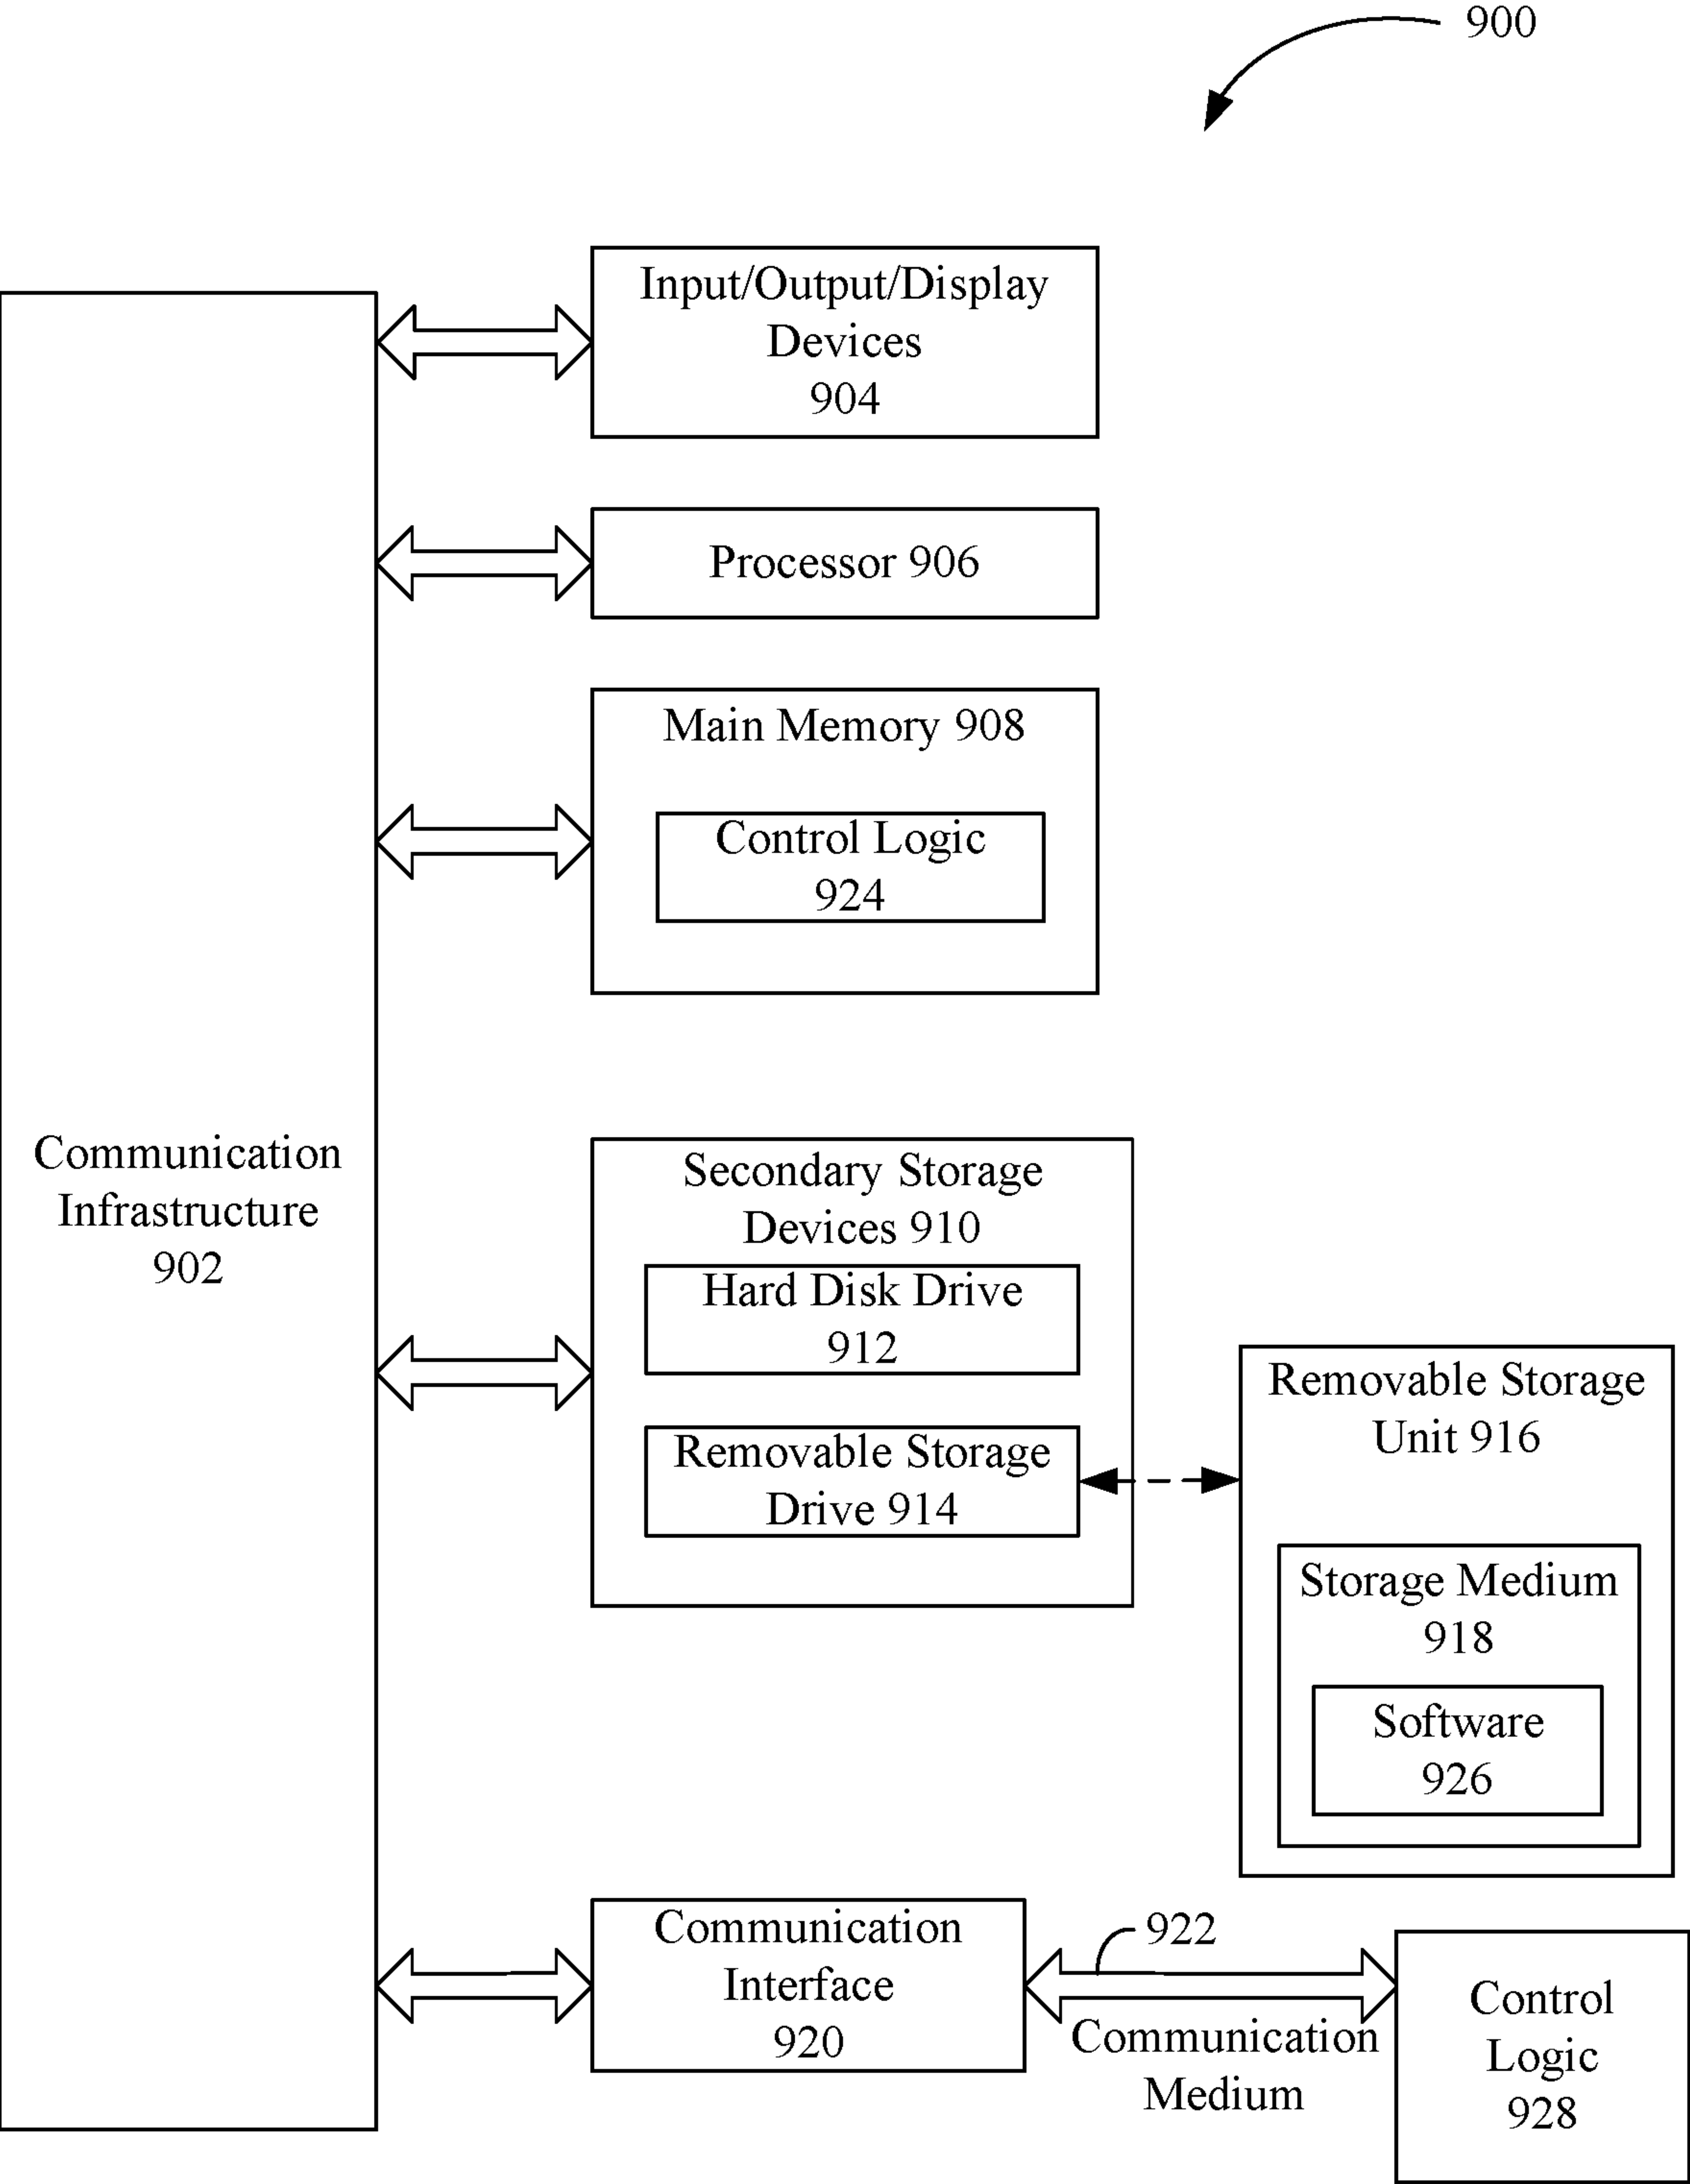 900
Input/Output/Display
Devices
904
Processor 906
Main Memory 908
Control Logic
924
Communication
Infrastructure
902
Secondary Storage
Devices 910
Hard Disk Drive
912
Removable Storage
Drive 914
Removable Storage
Unit 916
Storage Medium
918
Software
926
Communication
Interface
920
922
Communication
Medium
Control
Logic
928